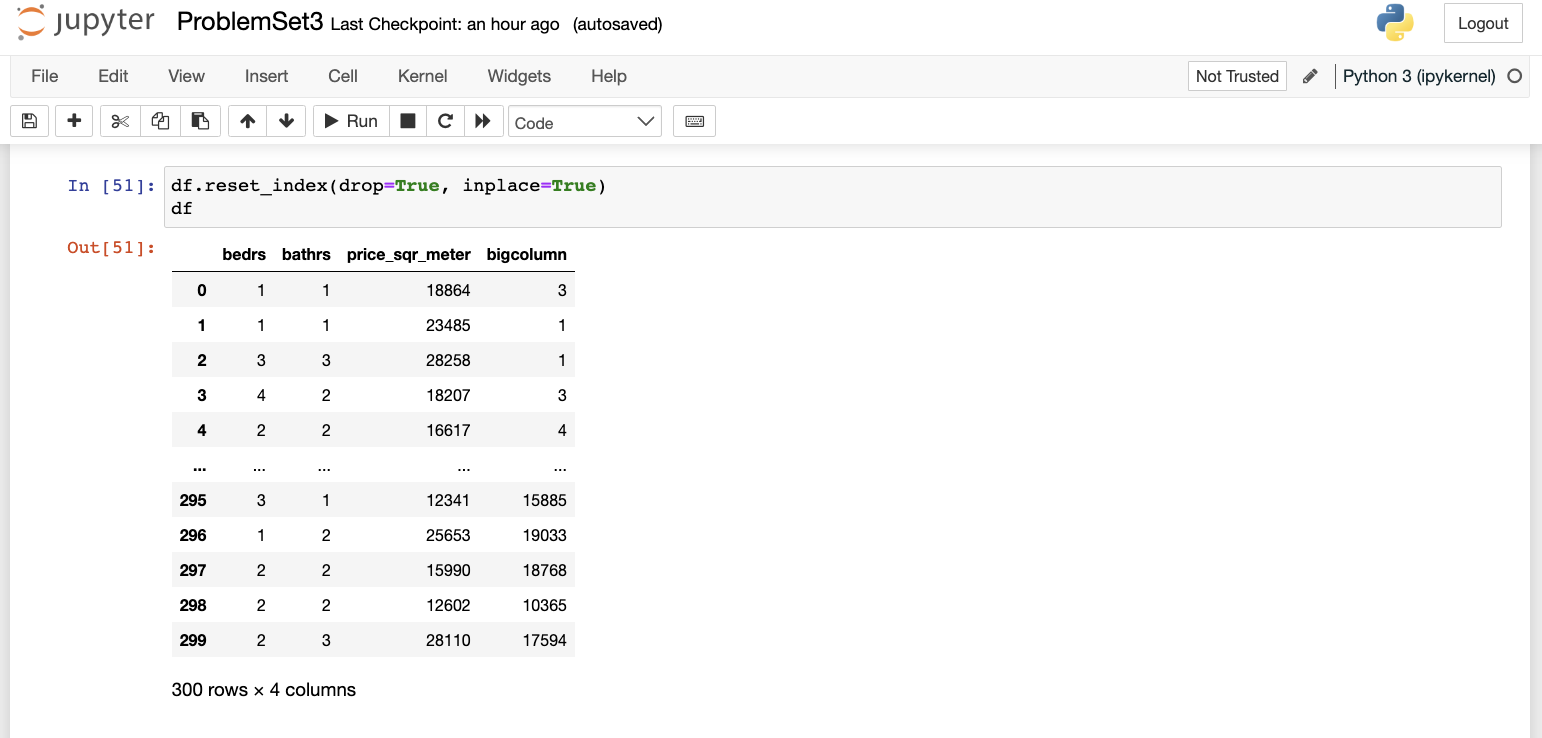 jupyter ProblemSet3 Last Checkpoint: an hour ago (autosaved) Logout
File Edit View Insert Cell Kernel Widgets Help Not Trusted Python 3 (ipykernel)
Run Code
In [51]: df.reset_index(drop=True, inplace=True)
df
Out[51]:
bedrs bathrs price_sqr_meter bigcolumn
0 1 1 18864 3
1 1 1 23485 1
2 3 3 28258 1
3 4 2 18207 3
4 2 2 16617 4
... ... ... ... ...
295 3 1 12341 15885
296 1 2 25653 19033
297 2 2 15990 18768
298 2 2 12602 10365
299 2 3 28110 17594
300 rows × 4 columns